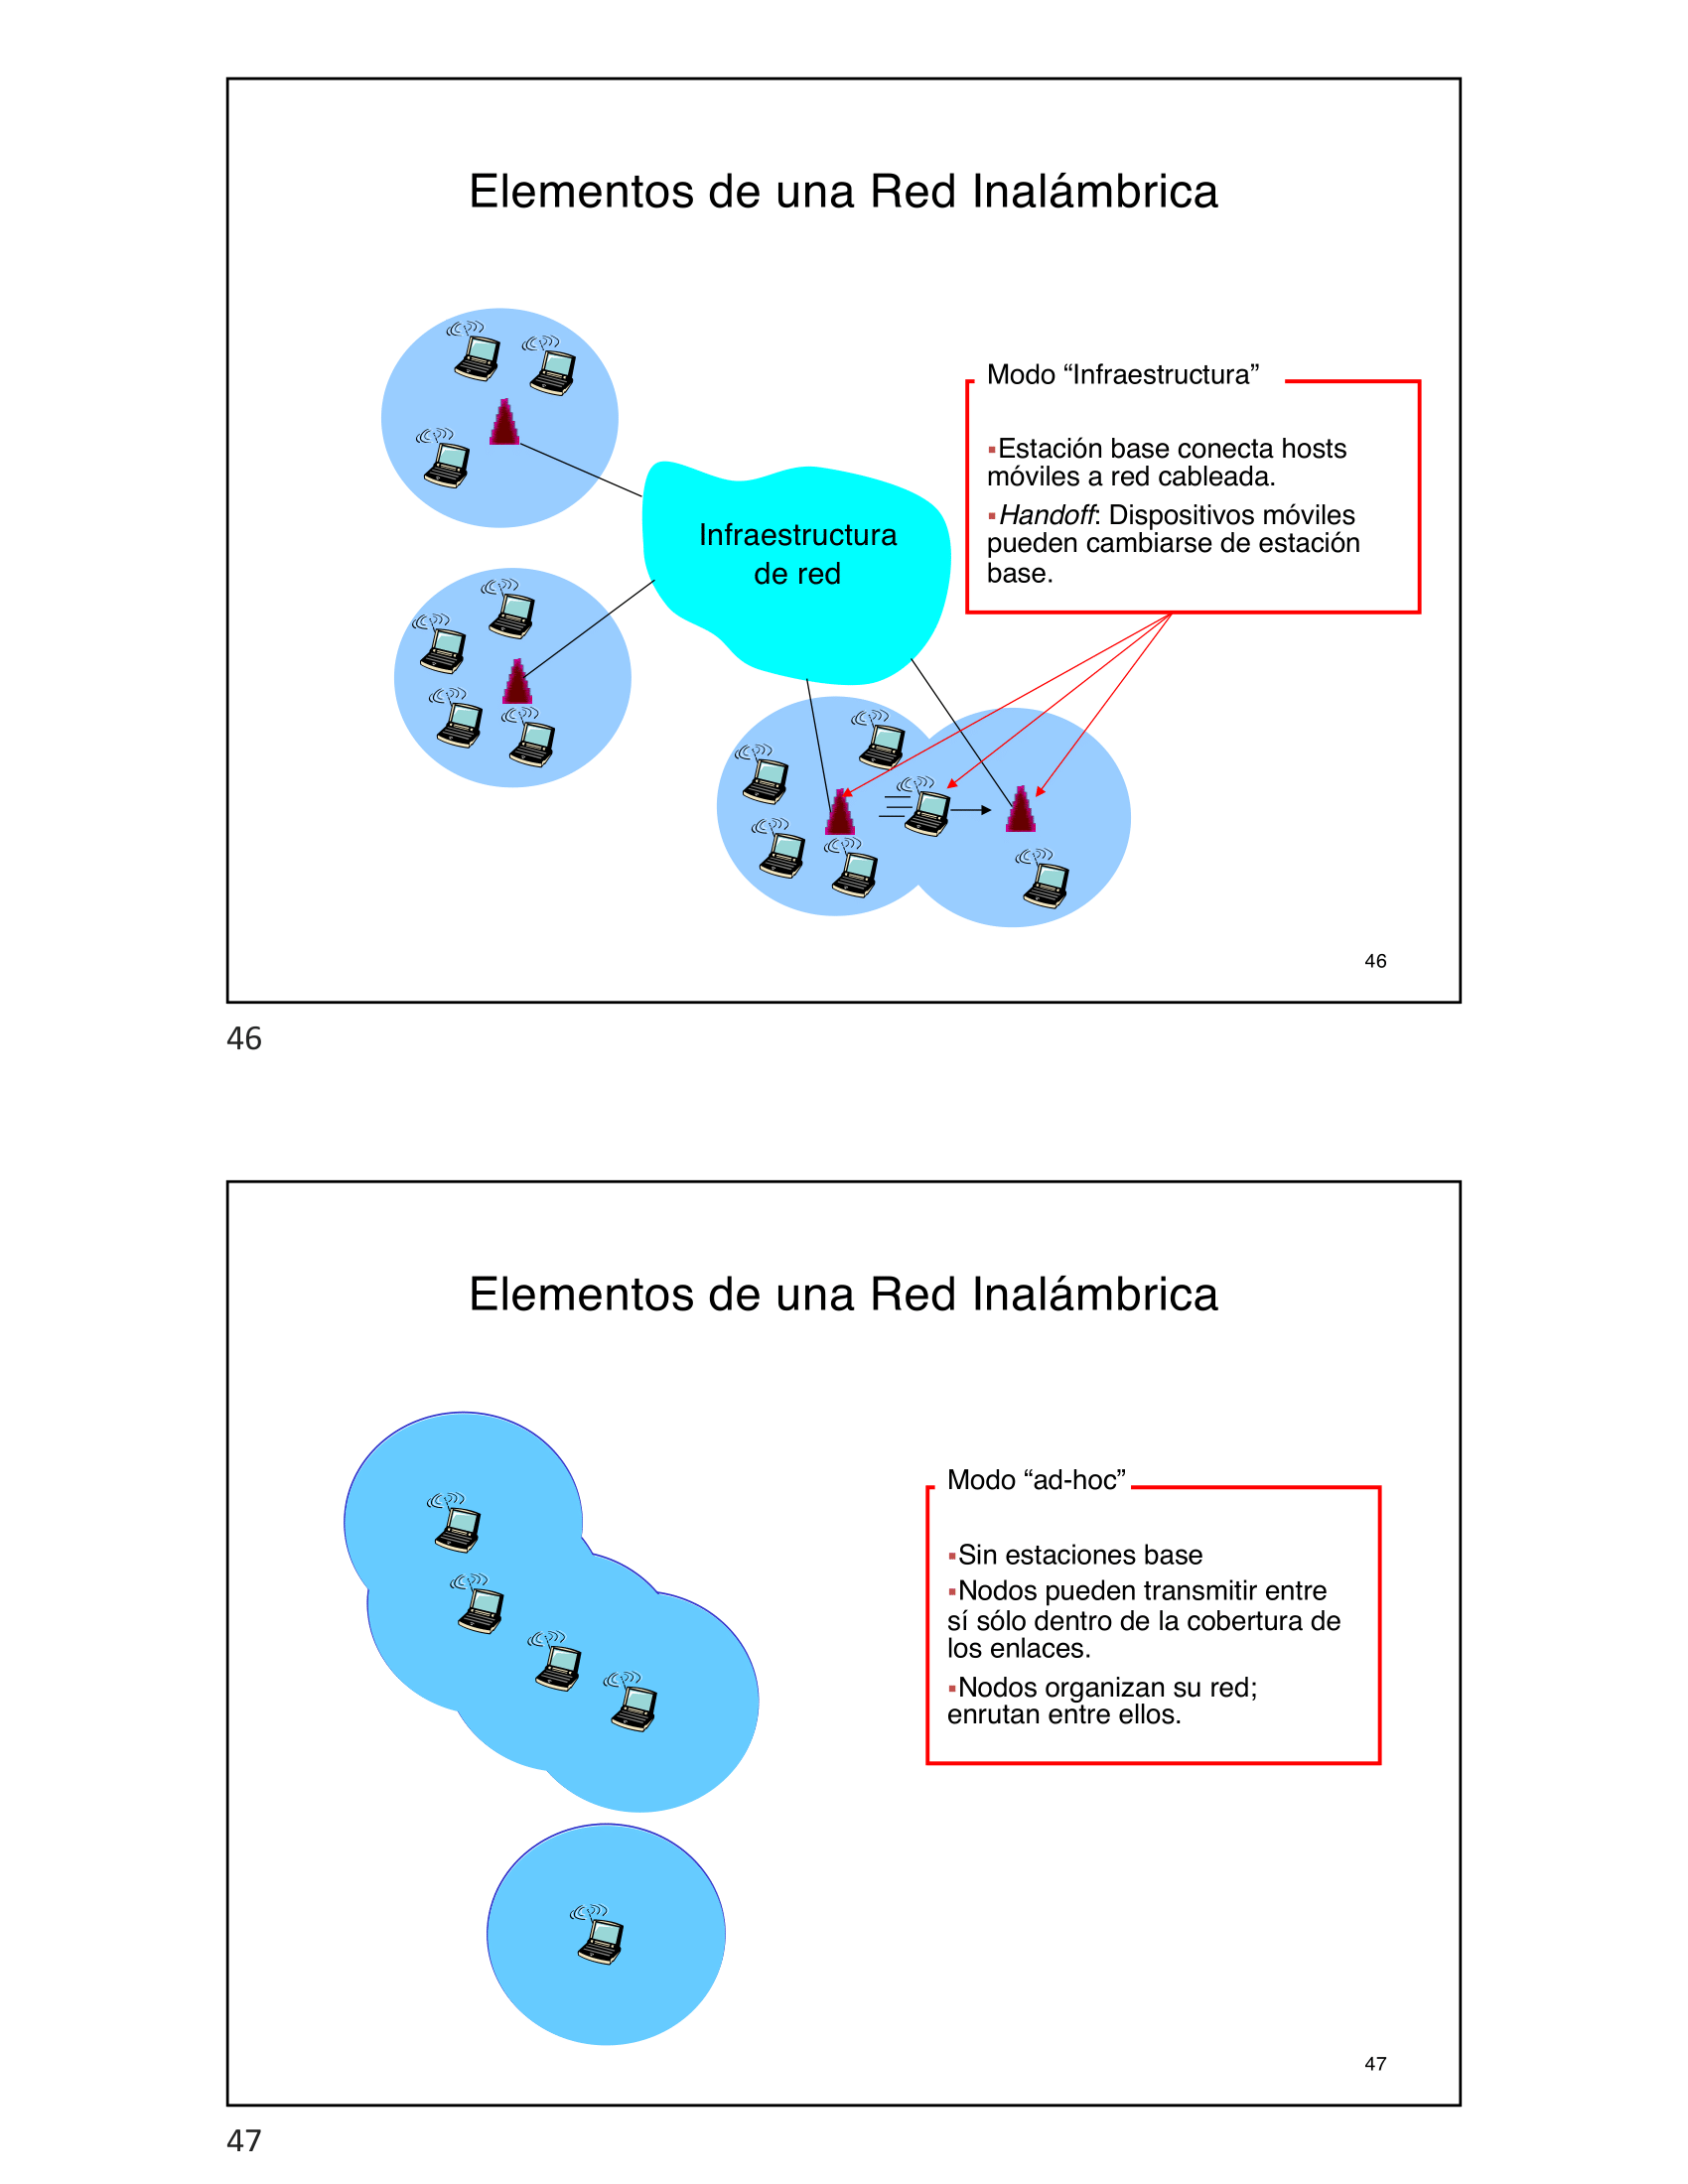 Elementos de una Red Inalámbrica
Modo “Infraestructura”
▪Estación base conecta hosts
móviles a red cableada.
▪Handoff: Dispositivos móviles
pueden cambiarse de estación
base.
Infraestructura
de red
46
46
Elementos de una Red Inalámbrica
Modo “ad-hoc”
▪Sin estaciones base
▪Nodos pueden transmitir entre
sí sólo dentro de la cobertura de
los enlaces.
▪Nodos organizan su red;
enrutan entre ellos.
47
47